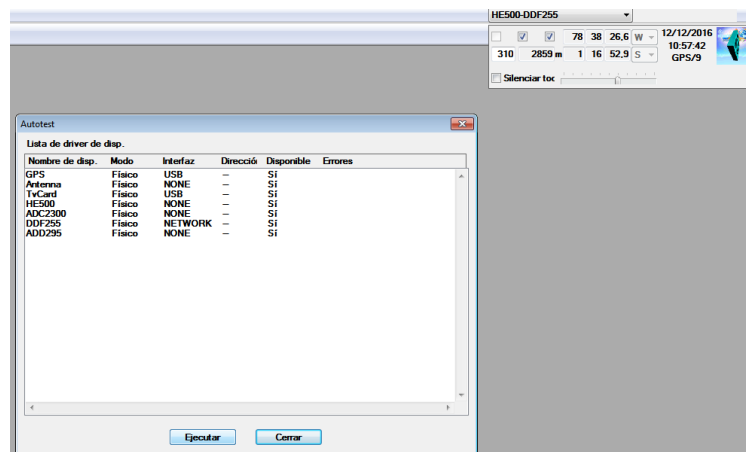 HE500-DDF255
78 38 26,6 W 12/12/2016
10:57:42
310 2859 m 1 16 52,9 S GPS/9
Silenciar toc
Autotest
Lista de driver de disp.
Nombre de disp. Modo Interfaz Direcció Disponible Errores
GPS Físico USB – Sí
Antenna Físico NONE – Sí
TvCard Físico USB – Sí
HE500 Físico NONE – Sí
ADC2300 Físico NONE – Sí
DDF255 Físico NETWORK – Sí
ADD295 Físico NONE – Sí
Ejecutar Cerrar